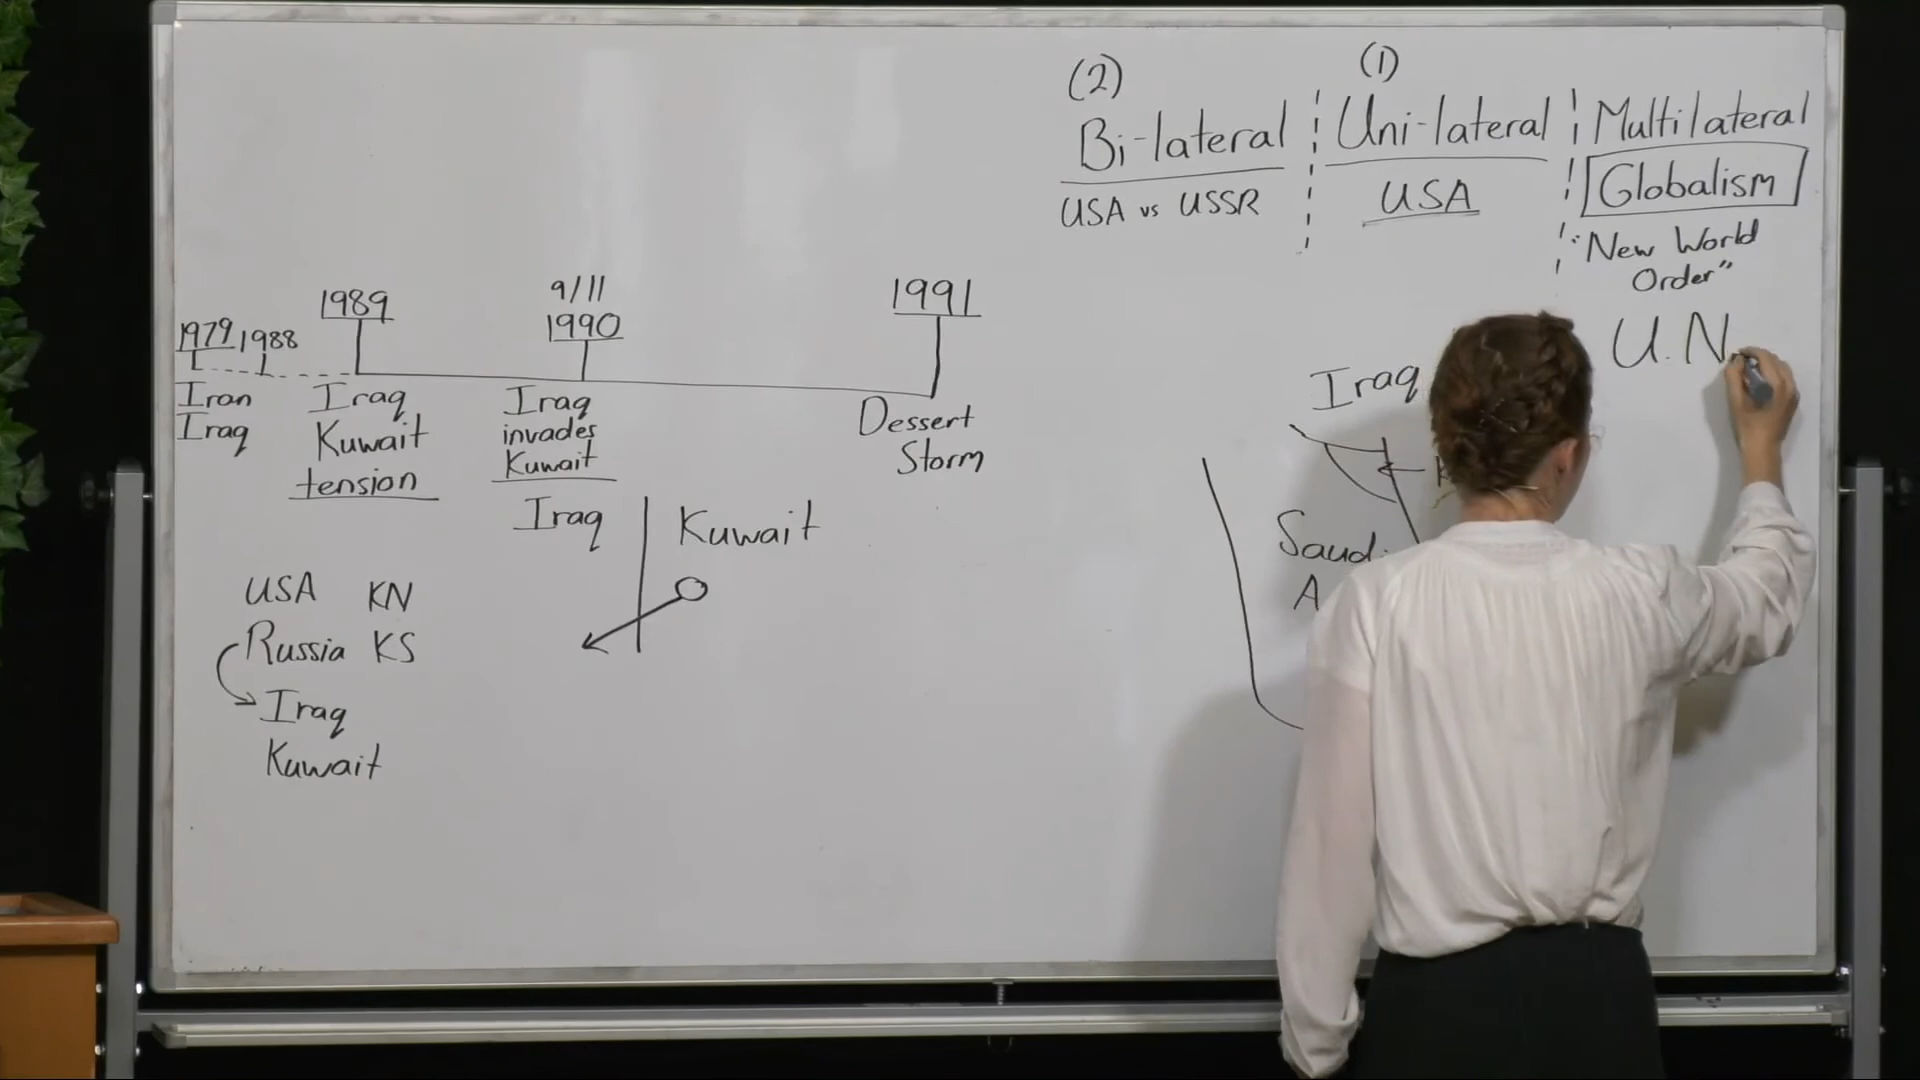 (2)
Bi-lateral
USA vs USSR
(1)
Uni-lateral
USA
Multilateral
Globalism
"New World
Order"
U.N.
1979
1988
1989
9/11
1990
1991
Iran
Iraq
Iraq
Kuwait
tension
Iraq
invades
Kuwait
Dessert
Storm
Iraq
Kuwait
USA KN
Russia KS
Iraq
Kuwait
Iraq
Saudi
A